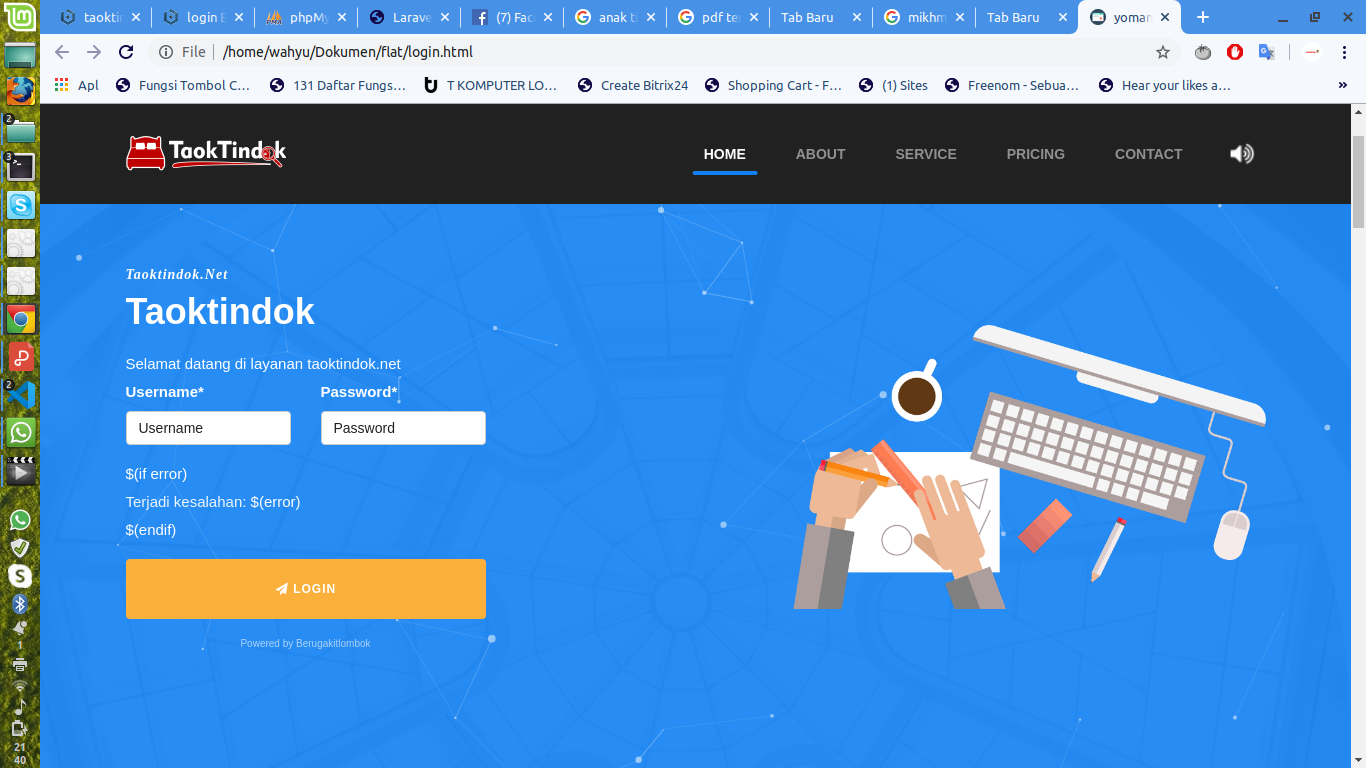 taoktin
login E
phpMy
Larave
(7) Fac
anak ti
pdf te
Tab Baru
mikhm
Tab Baru
yoman
File
/home/wahyu/Dokumen/flat/login.html
Apl
Fungsi Tombol C…
131 Daftar Fungs…
T KOMPUTER LO…
Create Bitrix24
Shopping Cart - F…
(1) Sites
Freenom - Sebua…
Hear your likes a…
»
TaokTindok
HOME
ABOUT
SERVICE
PRICING
CONTACT
Taoktindok.Net
Taoktindok
Selamat datang di layanan taoktindok.net
Username* Password*
Username Password
$(if error)
Terjadi kesalahan: $(error)
$(endif)
LOGIN
Powered by Berugakitlombok
2
3
2
1
21
40